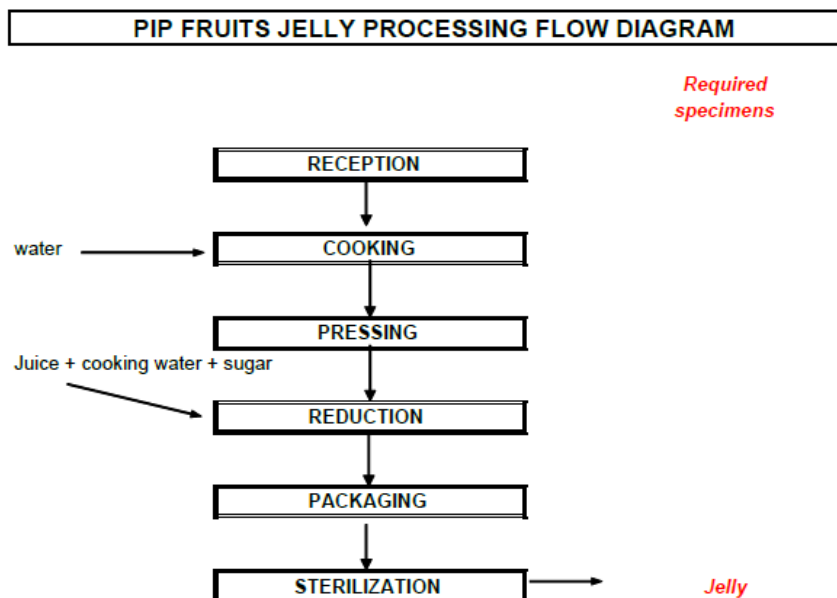 PIP FRUITS JELLY PROCESSING FLOW DIAGRAM
Required
specimens
RECEPTION
water
COOKING
PRESSING
Juice + cooking water + sugar
REDUCTION
PACKAGING
STERILIZATION
Jelly